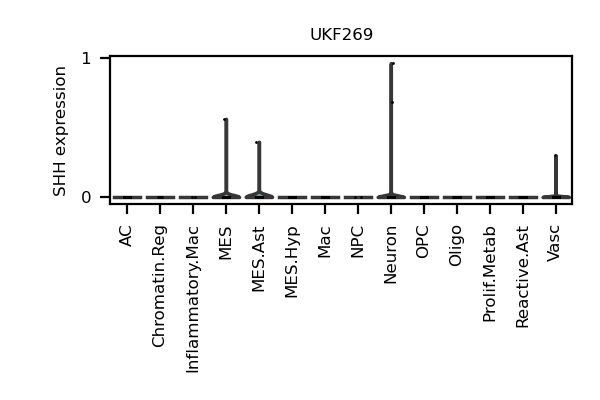 UKF269
SHH expression
1
0
AC
Chromatin.Reg
Inflammatory.Mac
MES
MES.Ast
MES.Hyp
Mac
NPC
Neuron
OPC
Oligo
Prolif.Metab
Reactive.Ast
Vasc